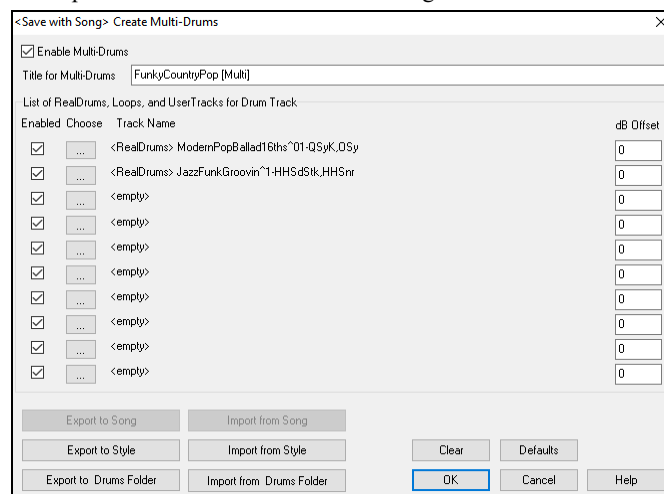 <Save with Song> Create Multi-Drums
Enable Multi-Drums
Title for Multi-Drums FunkyCountryPop [Multi]
List of RealDrums, Loops, and UserTracks for Drum Track
Enabled Choose Track Name dB Offset
... <RealDrums> ModernPopBallad16ths^01-QSyK,OSy 0
... <RealDrums> JazzFunkGroovin^1-HHSdStk,HHSnr 0
... <empty> 0
... <empty> 0
... <empty> 0
... <empty> 0
... <empty> 0
... <empty> 0
... <empty> 0
... <empty> 0
Export to Song Import from Song
Export to Style Import from Style Clear Defaults
Export to Drums Folder Import from Drums Folder OK Cancel Help